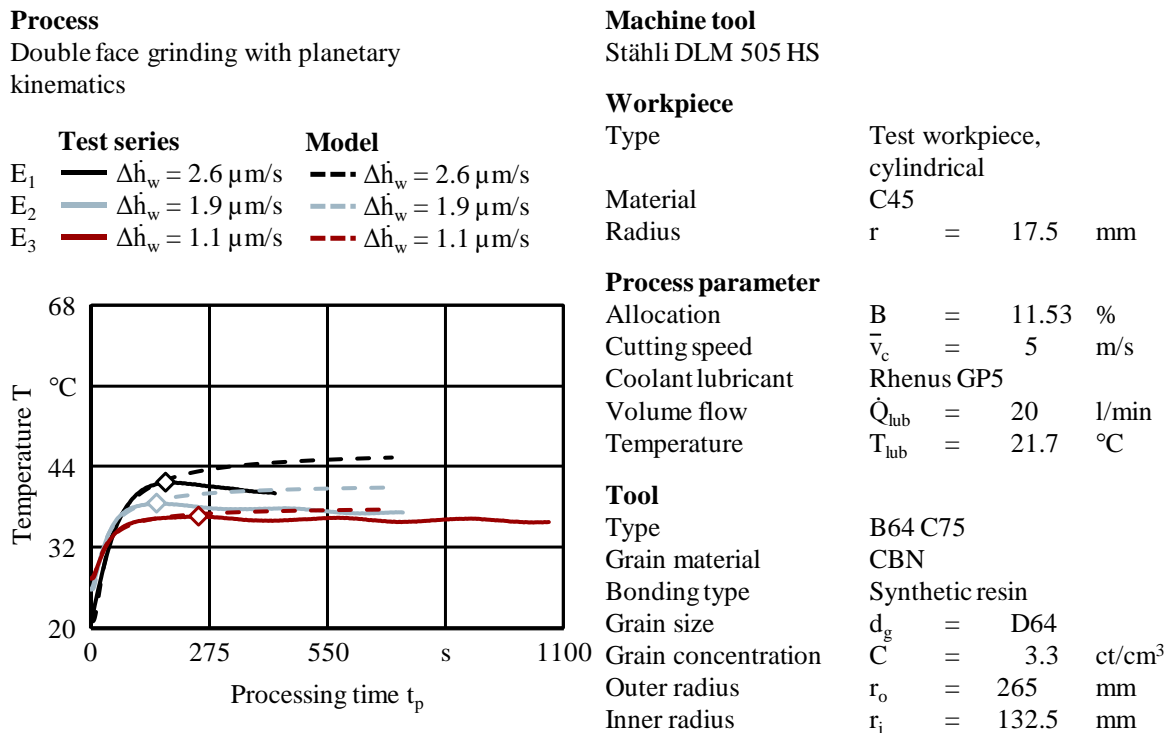 Process
Double face grinding with planetary
kinematics
Test series Model
E₁ Δḣw = 2.6 µm/s Δḣw = 2.6 µm/s
E₂ Δḣw = 1.9 µm/s Δḣw = 1.9 µm/s
E₃ Δḣw = 1.1 µm/s Δḣw = 1.1 µm/s
Temperature T
68
°C
44
32
20
0 275 550 s 1100
Processing time tp
Machine tool
Stähli DLM 505 HS
Workpiece
Type Test workpiece,
cylindrical
Material C45
Radius r = 17.5 mm
Process parameter
Allocation B = 11.53 %
Cutting speed v̅c = 5 m/s
Coolant lubricant Rhenus GP5
Volume flow Q̇lub = 20 l/min
Temperature Tlub = 21.7 °C
Tool
Type B64 C75
Grain material CBN
Bonding type Synthetic resin
Grain size dg = D64
Grain concentration C = 3.3 ct/cm³
Outer radius ro = 265 mm
Inner radius ri = 132.5 mm